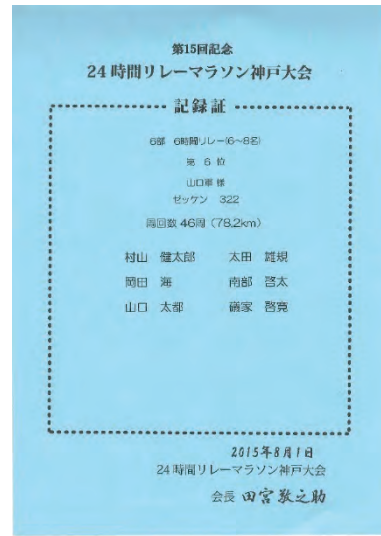 第15回記念
24時間リレーマラソン神戸大会
記録証
6部 6時間リレー(6~8名)
第 6 位
山口軍 様
ゼッケン 322
周回数 46周 (78.2km)
村山 健太郎 太田 雄規
岡田 海 南部 啓太
山口 太都 礒家 啓寛
2015年8月1日
24時間リレーマラソン神戸大会
会長 田宮敬之助